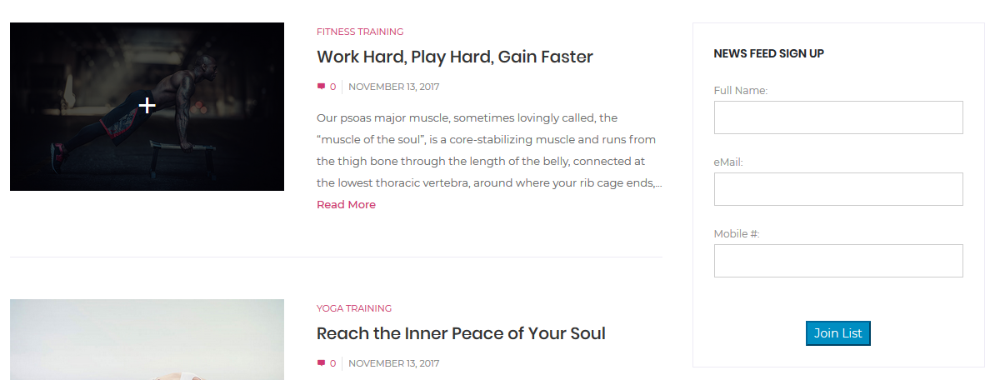 FITNESS TRAINING
Work Hard, Play Hard, Gain Faster
0 NOVEMBER 13, 2017
Our psoas major muscle, sometimes lovingly called, the
“muscle of the soul”, is a core-stabilizing muscle and runs from
the thigh bone through the length of the belly, connected at
the lowest thoracic vertebra, around where your rib cage ends,...
Read More
YOGA TRAINING
Reach the Inner Peace of Your Soul
0 NOVEMBER 13, 2017
NEWS FEED SIGN UP
Full Name:
eMail:
Mobile #:
Join List